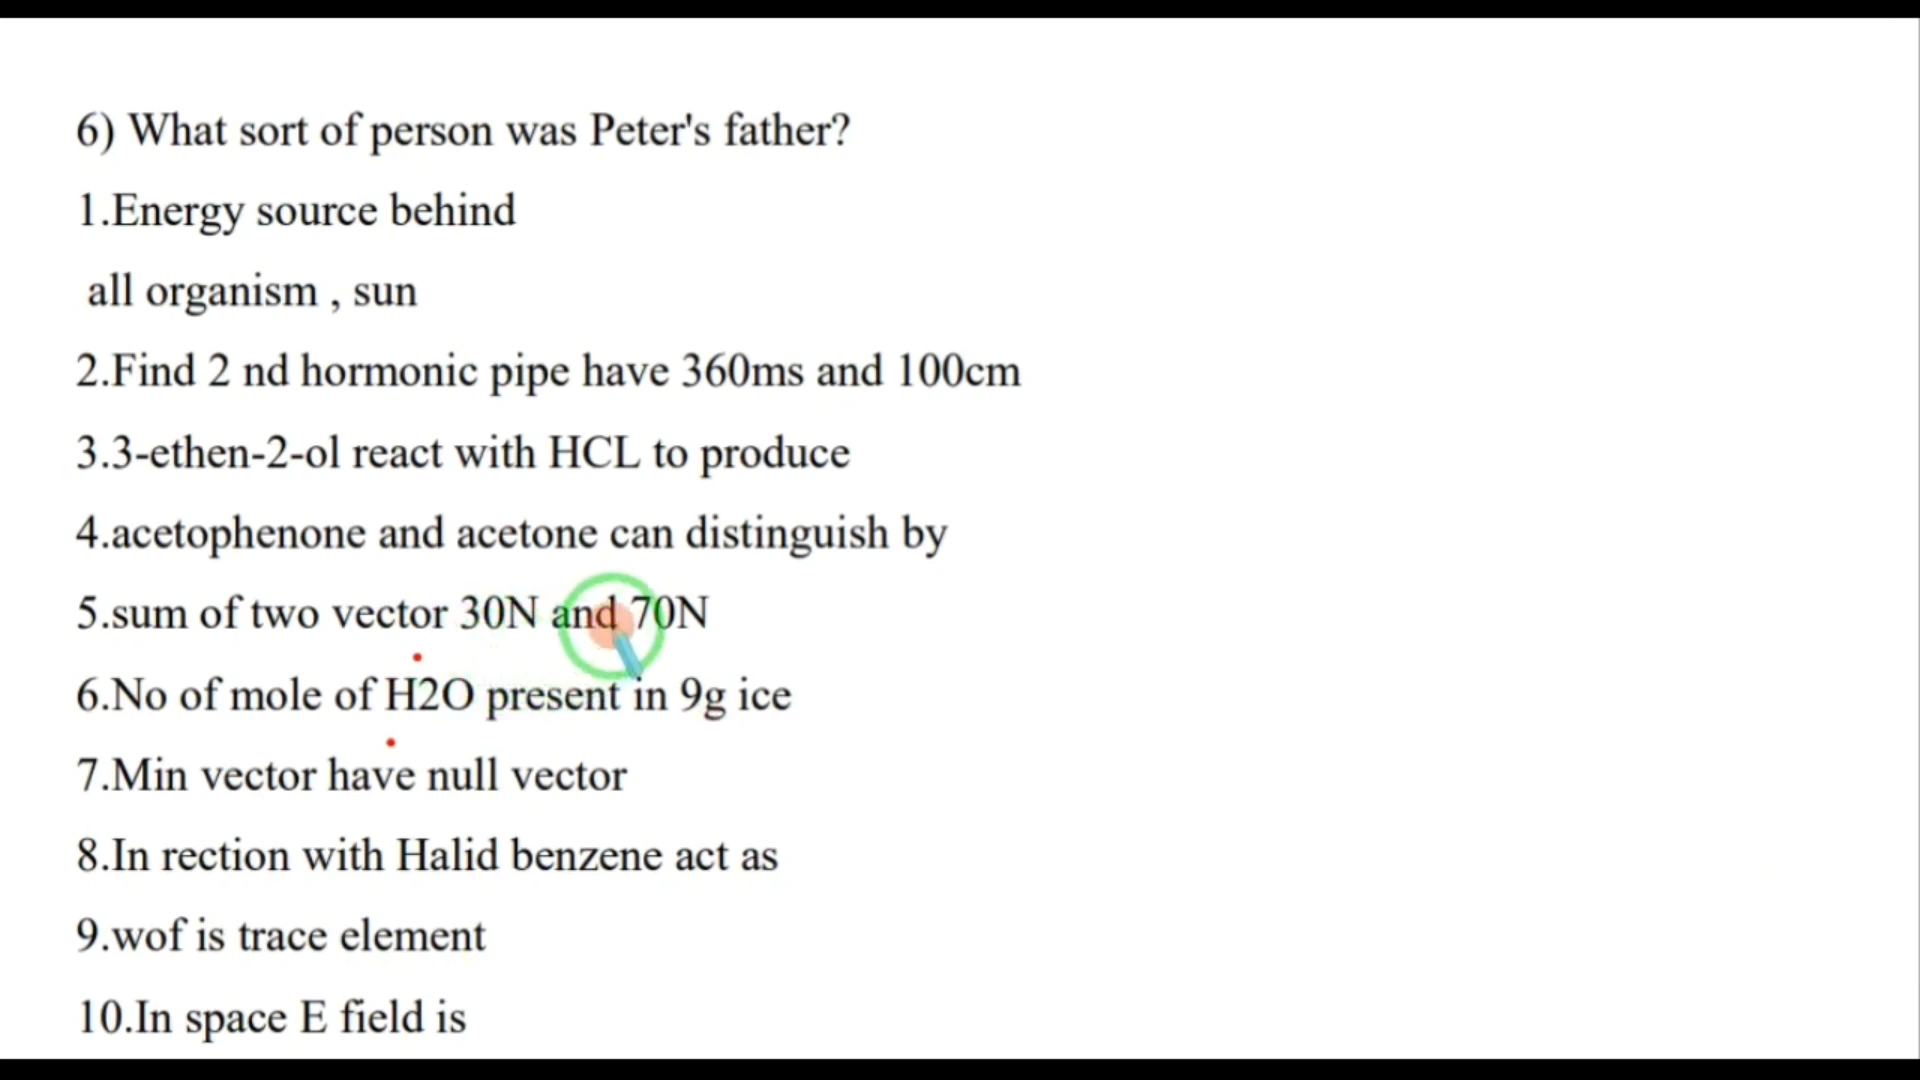 6) What sort of person was Peter's father?
1.Energy source behind
all organism , sun
2.Find 2 nd hormonic pipe have 360ms and 100cm
3.3-ethen-2-ol react with HCL to produce
4.acetophenone and acetone can distinguish by
5.sum of two vector 30N and 70N
6.No of mole of H2O present in 9g ice
7.Min vector have null vector
8.In rection with Halid benzene act as
9.wof is trace element
10.In space E field is